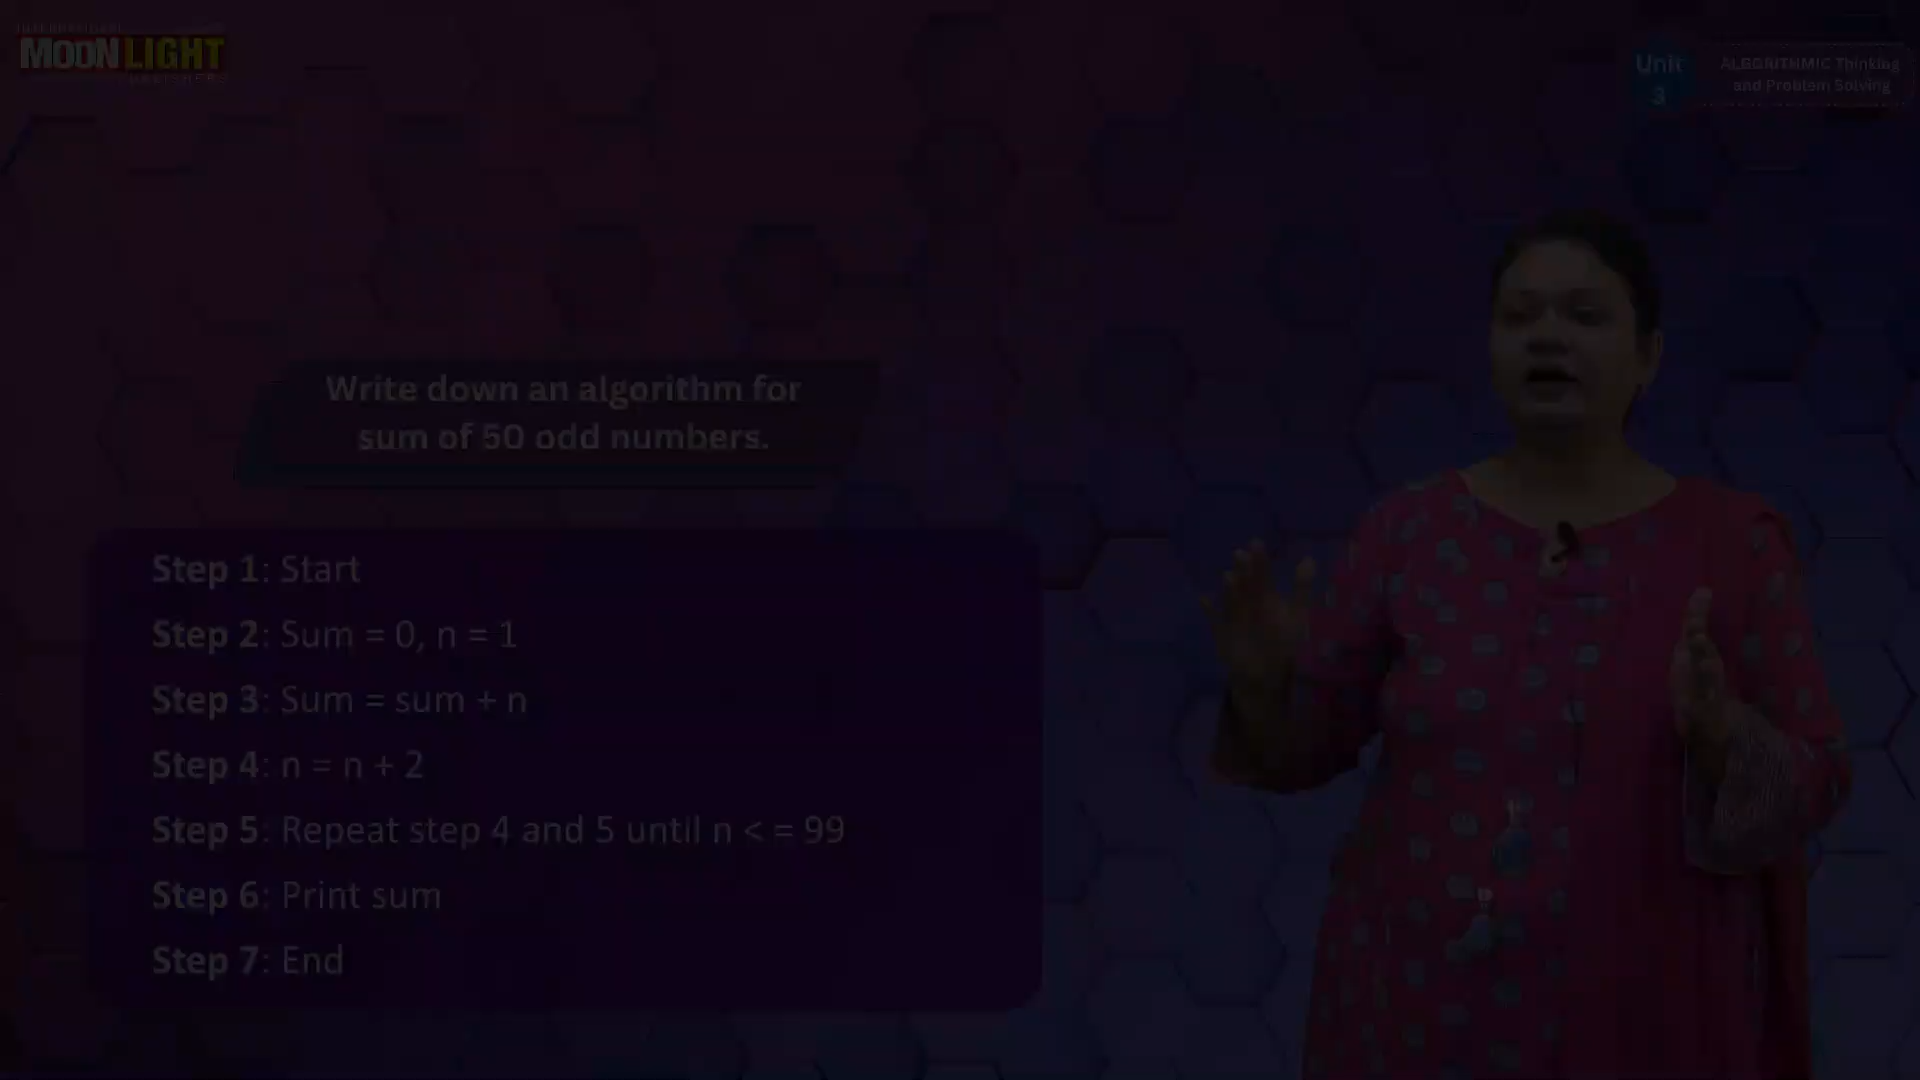 INTERNATIONAL
MOON LIGHT
PUBLISHERS
Unit
3
ALGORITHMIC Thinking
and Problem Solving
Write down an algorithm for
sum of 50 odd numbers.
Step 1: Start
Step 2: Sum = 0, n = 1
Step 3: Sum = sum + n
Step 4: n = n + 2
Step 5: Repeat step 4 and 5 until n < = 99
Step 6: Print sum
Step 7: End